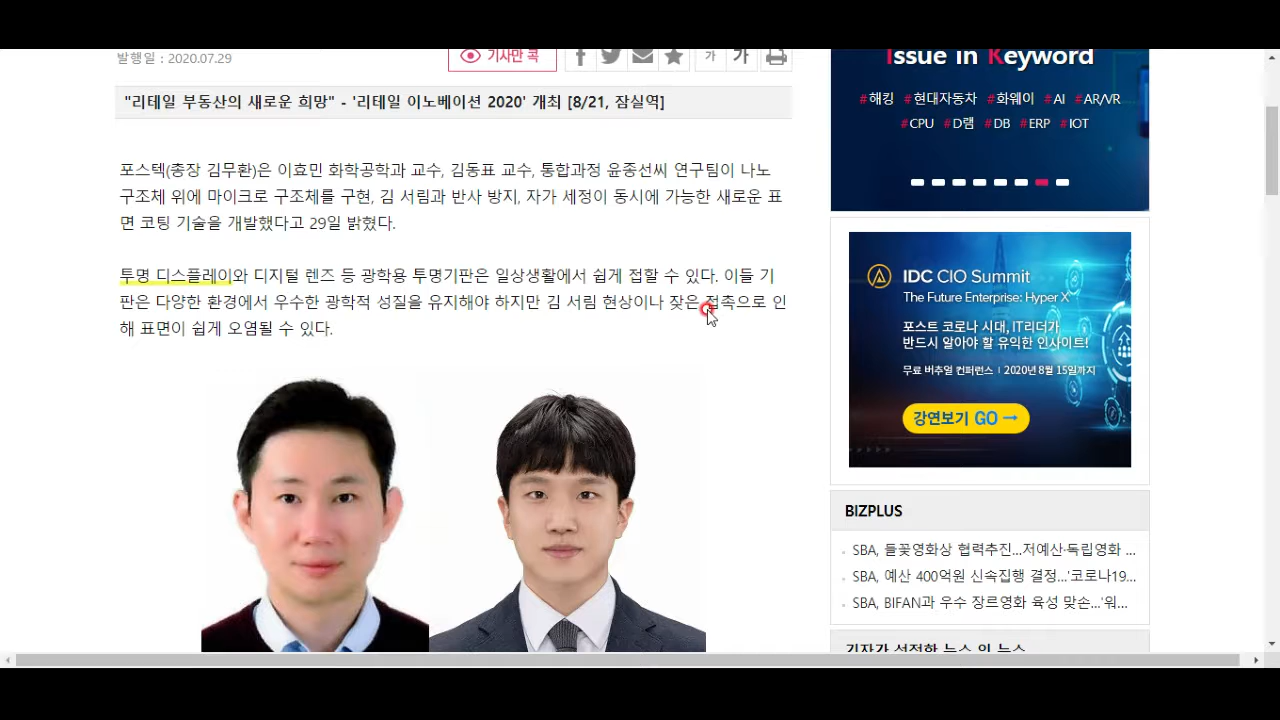 발행일 : 2020.07.29
기사만 콕
가 가
"리테일 부동산의 새로운 희망" - '리테일 이노베이션 2020' 개최 [8/21, 잠실역]
포스텍(총장 김무환)은 이효민 화학공학과 교수, 김동표 교수, 통합과정 윤종선씨 연구팀이 나노
구조체 위에 마이크로 구조체를 구현, 김 서림과 반사 방지, 자가 세정이 동시에 가능한 새로운 표
면 코팅 기술을 개발했다고 29일 밝혔다.
투명 디스플레이와 디지털 렌즈 등 광학용 투명기판은 일상생활에서 쉽게 접할 수 있다. 이들 기
판은 다양한 환경에서 우수한 광학적 성질을 유지해야 하지만 김 서림 현상이나 잦은 접촉으로 인
해 표면이 쉽게 오염될 수 있다.
Issue in Keyword
#해킹 #현대자동차 #화웨이 #AI #AR/VR
#CPU #D램 #DB #ERP #IOT
IDC CIO Summit
The Future Enterprise: Hyper X
포스트 코로나 시대, IT리더가
반드시 알아야 할 유익한 인사이트!
무료 버추얼 컨퍼런스 | 2020년 8월 15일까지
강연보기 GO →
BIZPLUS
SBA, 들꽃영화상 협력추진...저예산·독립영화 ...
SBA, 예산 400억원 신속집행 결정...'코로나19...
SBA, BIFAN과 우수 장르영화 육성 맞손...'워...
기자가 선정한 뉴스 인 뉴스